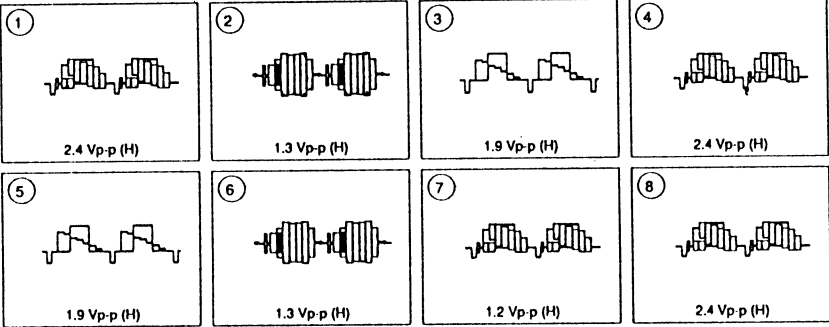 1
2
3
4
2.4 Vp-p (H)
1.3 Vp-p (H)
1.9 Vp-p (H)
2.4 Vp-p (H)
5
6
7
8
1.9 Vp-p (H)
1.3 Vp-p (H)
1.2 Vp-p (H)
2.4 Vp-p (H)